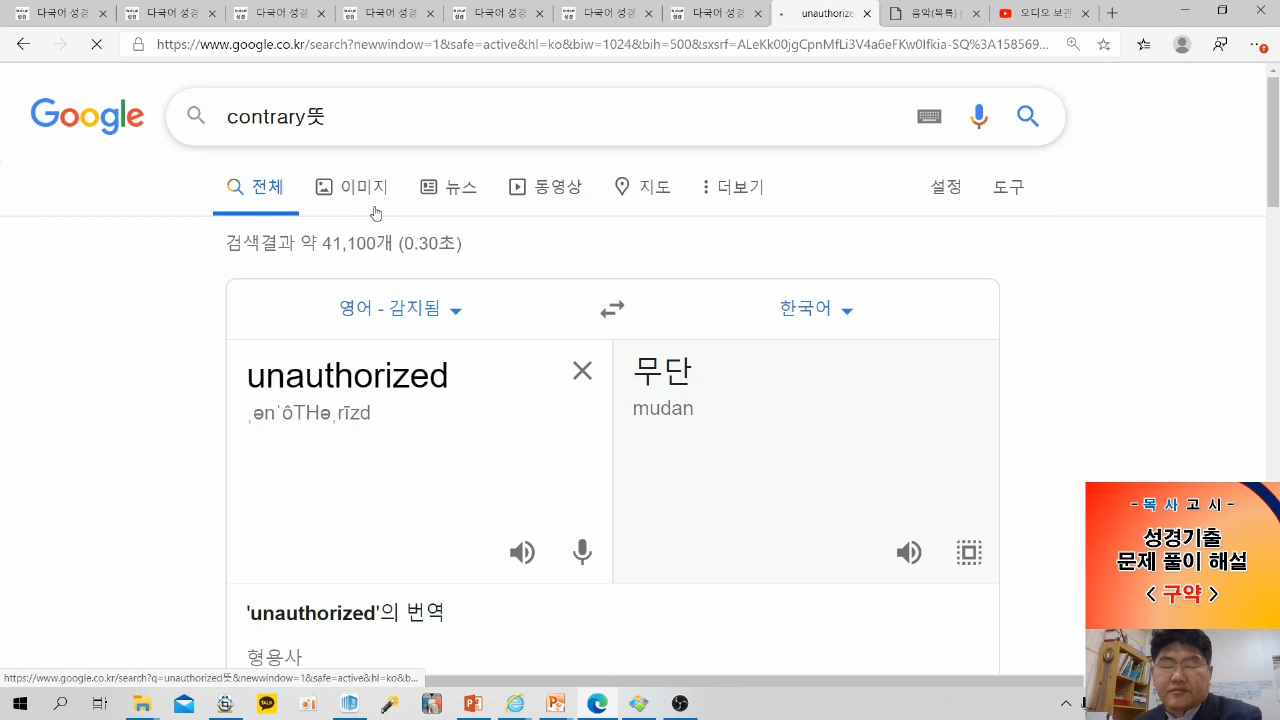 다국어 성경
다국어 성경
다국어 성경
다국어 성경
다국어 성경
다국어 성경
다국어 성경
unauthorize
음악(톡톡)
오디오 보관
https://www.google.co.kr/search?newwindow=1&safe=active&hl=ko&biw=1024&bih=500&sxsrf=ALeKk00jgCpnMfLi3V4a6eFKw0Ifkia-SQ%3A158569...
Google
contrary뜻
전체
이미지
뉴스
동영상
지도
더보기
설정
도구
검색결과 약 41,100개 (0.30초)
영어 - 감지됨
한국어
unauthorized
ˌənˈôTHəˌrīzd
무단
mudan
'unauthorized'의 번역
형용사
- 목 사 고 시 -
성경기출
문제 풀이 해설
< 구약 >
https://www.google.co.kr/search?q=unauthorized뜻&newwindow=1&safe=active&hl=ko&b...
TALK